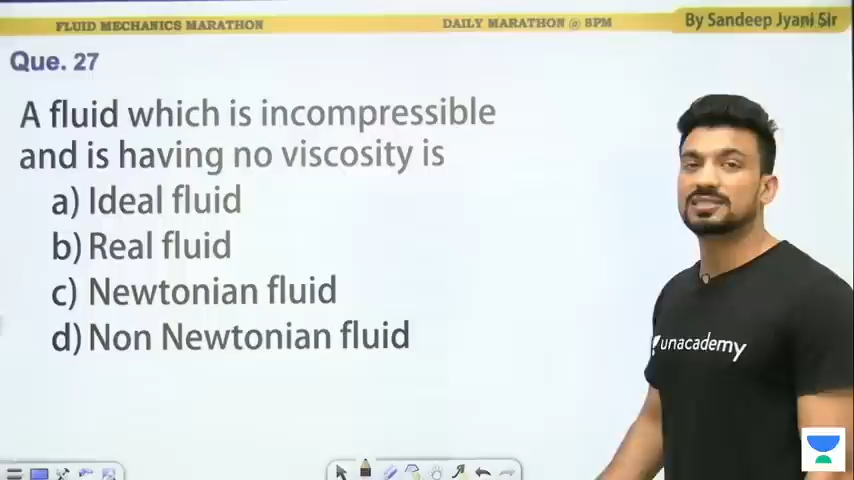 FLUID MECHANICS MARATHON
DAILY MARATHON @ 8PM
By Sandeep Jyani Sir
Que. 27
A fluid which is incompressible
and is having no viscosity is
a) Ideal fluid
b) Real fluid
c) Newtonian fluid
d) Non Newtonian fluid
unacademy